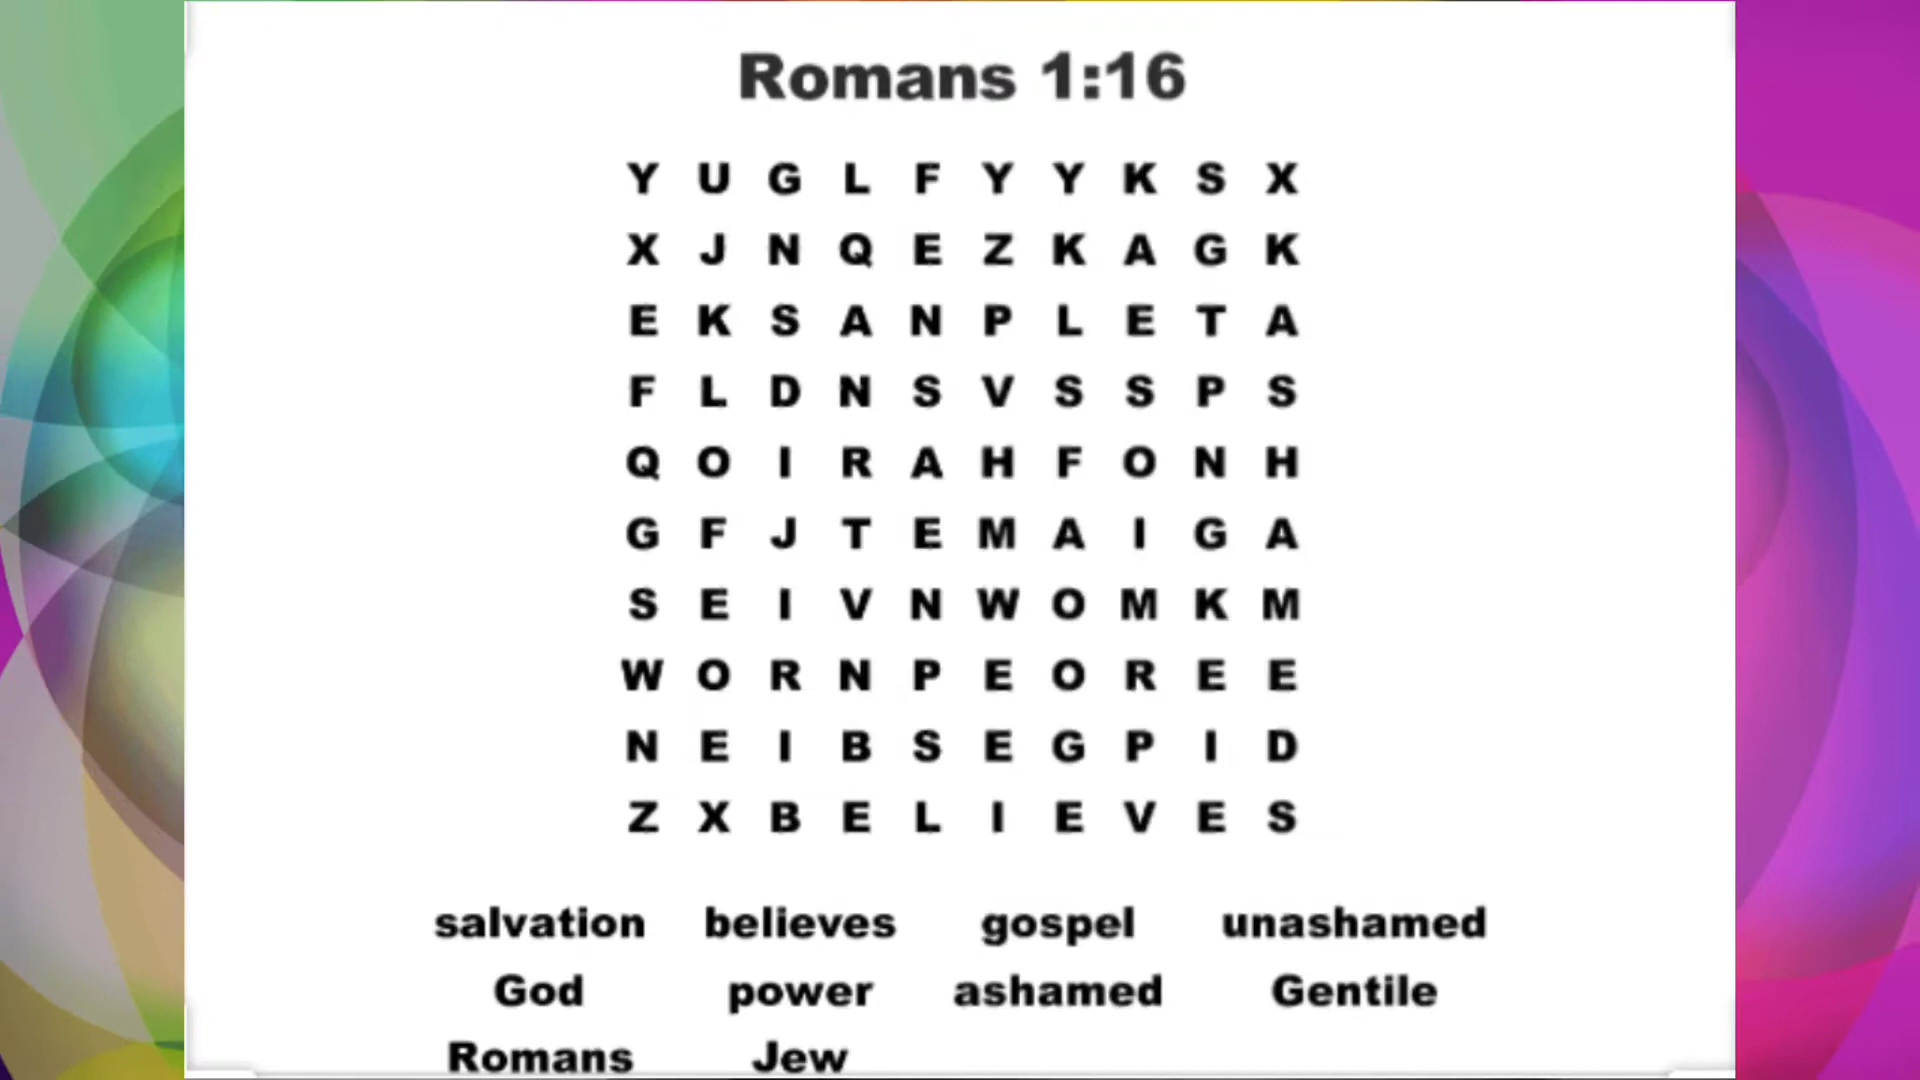 Romans 1:16
Y U G L F Y Y K S X
X J N Q E Z K A G K
E K S A N P L E T A
F L D N S V S S P S
Q O I R A H F O N H
G F J T E M A I G A
S E I V N W O M K M
W O R N P E O R E E
N E I B S E G P I D
Z X B E L I E V E S
salvation believes gospel unashamed
God power ashamed Gentile
Romans Jew